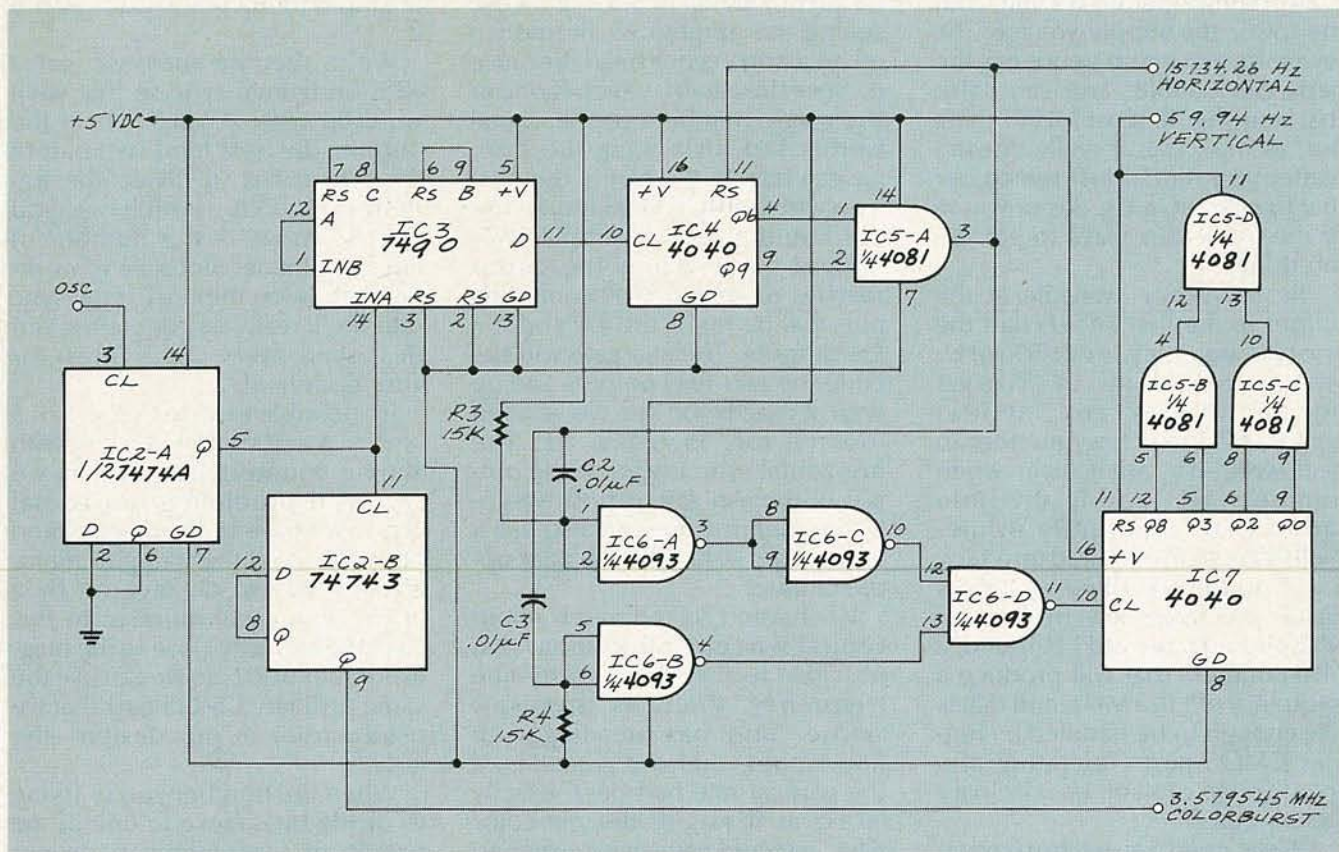 15734.26 Hz
HORIZONTAL
59.94 Hz
VERTICAL
+5 VDC
OSC
3
14
CL
IC2-A
1/27474A
Q
5
D
Q
GD
2
6
7
7
8
6
9
5
RS
C
RS
B
+V
12
A
IC3
7490
D
11
1
INB
INA
RS
RS
GD
14
3
2
13
16
11
+V
RS
Q6
4
10
CL
IC4
4040
Q9
9
GD
8
1
2
14
IC5-A
1/4 4081
3
7
11
IC5-D
1/4
4081
12
13
4
10
IC5-B
1/4
4081
IC5-C
1/4
4081
5
6
8
9
11
12
5
6
9
RS
Q8
Q3
Q2
Q0
16
+V
IC7
4040
10
CL
GD
8
R3
15K
C2
.01µF
C3
.01µF
1
2
IC6-A
1/4 4093
3
8
9
IC6-C
1/4 4093
10
12
13
IC6-D
1/4 4093
11
5
6
IC6-B
1/4 4093
4
R4
15K
11
CL
12
D
IC2-B
74743
8
Q
Q
9
3.579545 MHz
COLORBURST